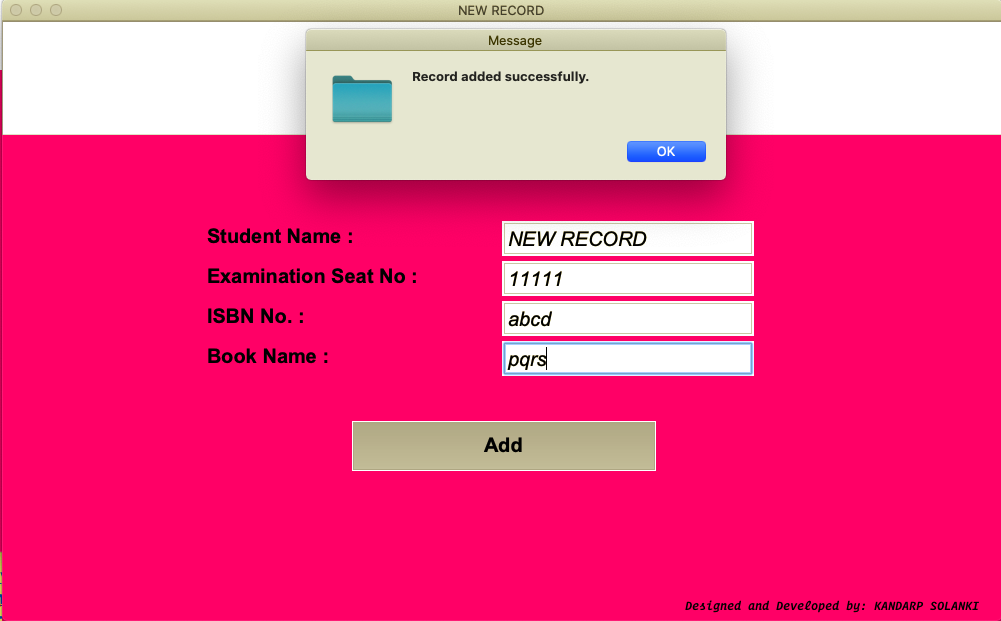 NEW RECORD
Message
Record added successfully.
OK
Student Name :
NEW RECORD
Examination Seat No :
11111
ISBN No. :
abcd
Book Name :
pqrs
Add
Designed and Developed by: KANDARP SOLANKI